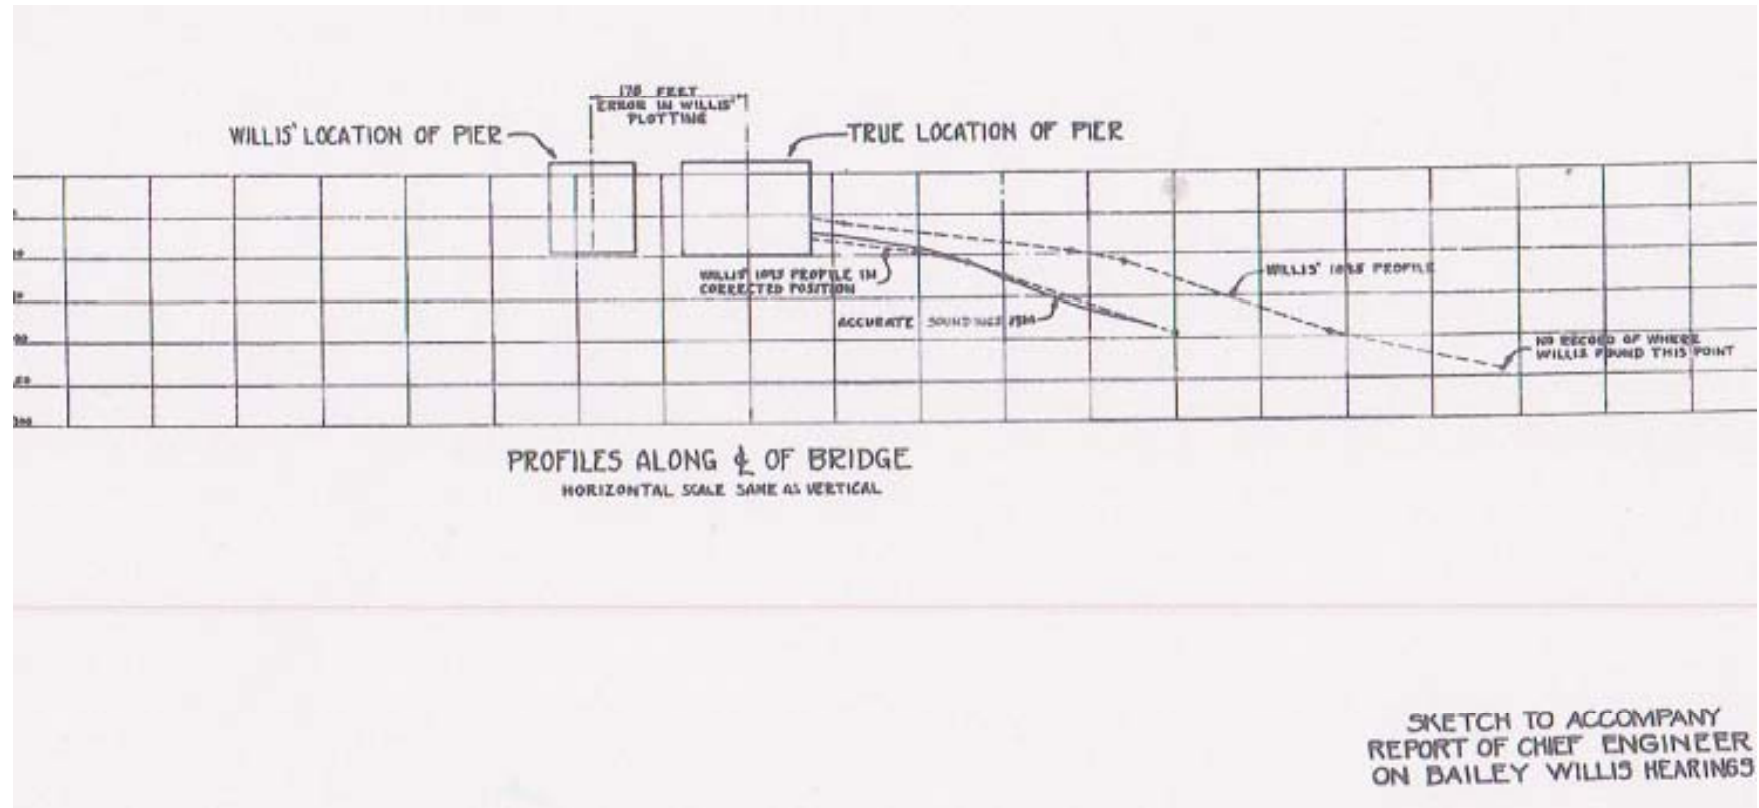 178 FEET
ERROR IN WILLIS'
PLOTTING
WILLIS' LOCATION OF PIER
TRUE LOCATION OF PIER
WILLIS' PROFILE IN
CORRECTED POSITION
WILLIS' PROFILE
ACCURATE SOUNDINGS
NO RECORD OF WHERE
WILLIS FOUND THIS POINT
PROFILES ALONG ℄ OF BRIDGE
HORIZONTAL SCALE SAME AS VERTICAL
SKETCH TO ACCOMPANY
REPORT OF CHIEF ENGINEER
ON BAILEY WILLIS HEARINGS